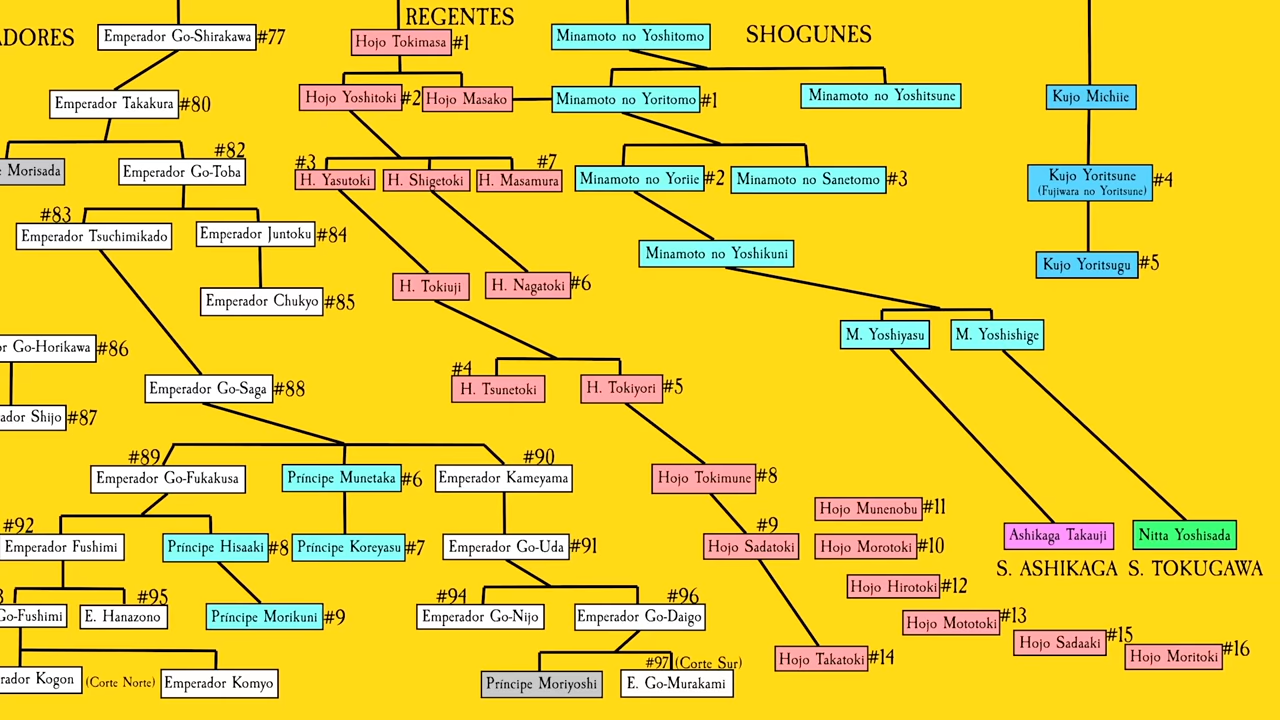 ADORES
Emperador Go-Shirakawa #77
REGENTES
Hojo Tokimasa #1
Minamoto no Yoshitomo
SHOGUNES
Emperador Takakura #80
Hojo Yoshitoki #2
Hojo Masako
Minamoto no Yoritomo #1
Minamoto no Yoshitsune
Kujo Michiie
Morisada
#82
Emperador Go-Toba
#3
H. Yasutoki
H. Shigetoki
#7
H. Masamura
Minamoto no Yoriie #2
Minamoto no Sanetomo #3
Kujo Yoritsune
(Fujiwara no Yoritsune)
#4
#83
Emperador Tsuchimikado
Emperador Juntoku #84
Minamoto no Yoshikuni
Kujo Yoritsugu #5
Emperador Chukyo #85
H. Tokiuji
H. Nagatoki #6
or Go-Horikawa #86
M. Yoshiyasu
M. Yoshishige
Emperador Go-Saga #88
#4
H. Tsunetoki
H. Tokiyori #5
ador Shijo #87
#89
Emperador Go-Fukakusa
Príncipe Munetaka #6
#90
Emperador Kameyama
Hojo Tokimune #8
Hojo Munenobu #11
#92
Emperador Fushimi
Príncipe Hisaaki #8
Príncipe Koreyasu #7
Emperador Go-Uda #91
#9
Hojo Sadatoki
Hojo Morotoki #10
Ashikaga Takauji
Nitta Yoshisada
S. ASHIKAGA
S. TOKUGAWA
Hojo Hirotoki #12
Go-Fushimi
#95
E. Hanazono
Príncipe Morikuni #9
#94
Emperador Go-Nijo
#96
Emperador Go-Daigo
Hojo Mototoki #13
Hojo Sadaaki #15
Hojo Takatoki #14
Hojo Moritoki #16
rador Kogon
(Corte Norte)
Emperador Komyo
Príncipe Moriyoshi
#97 (Corte Sur)
E. Go-Murakami